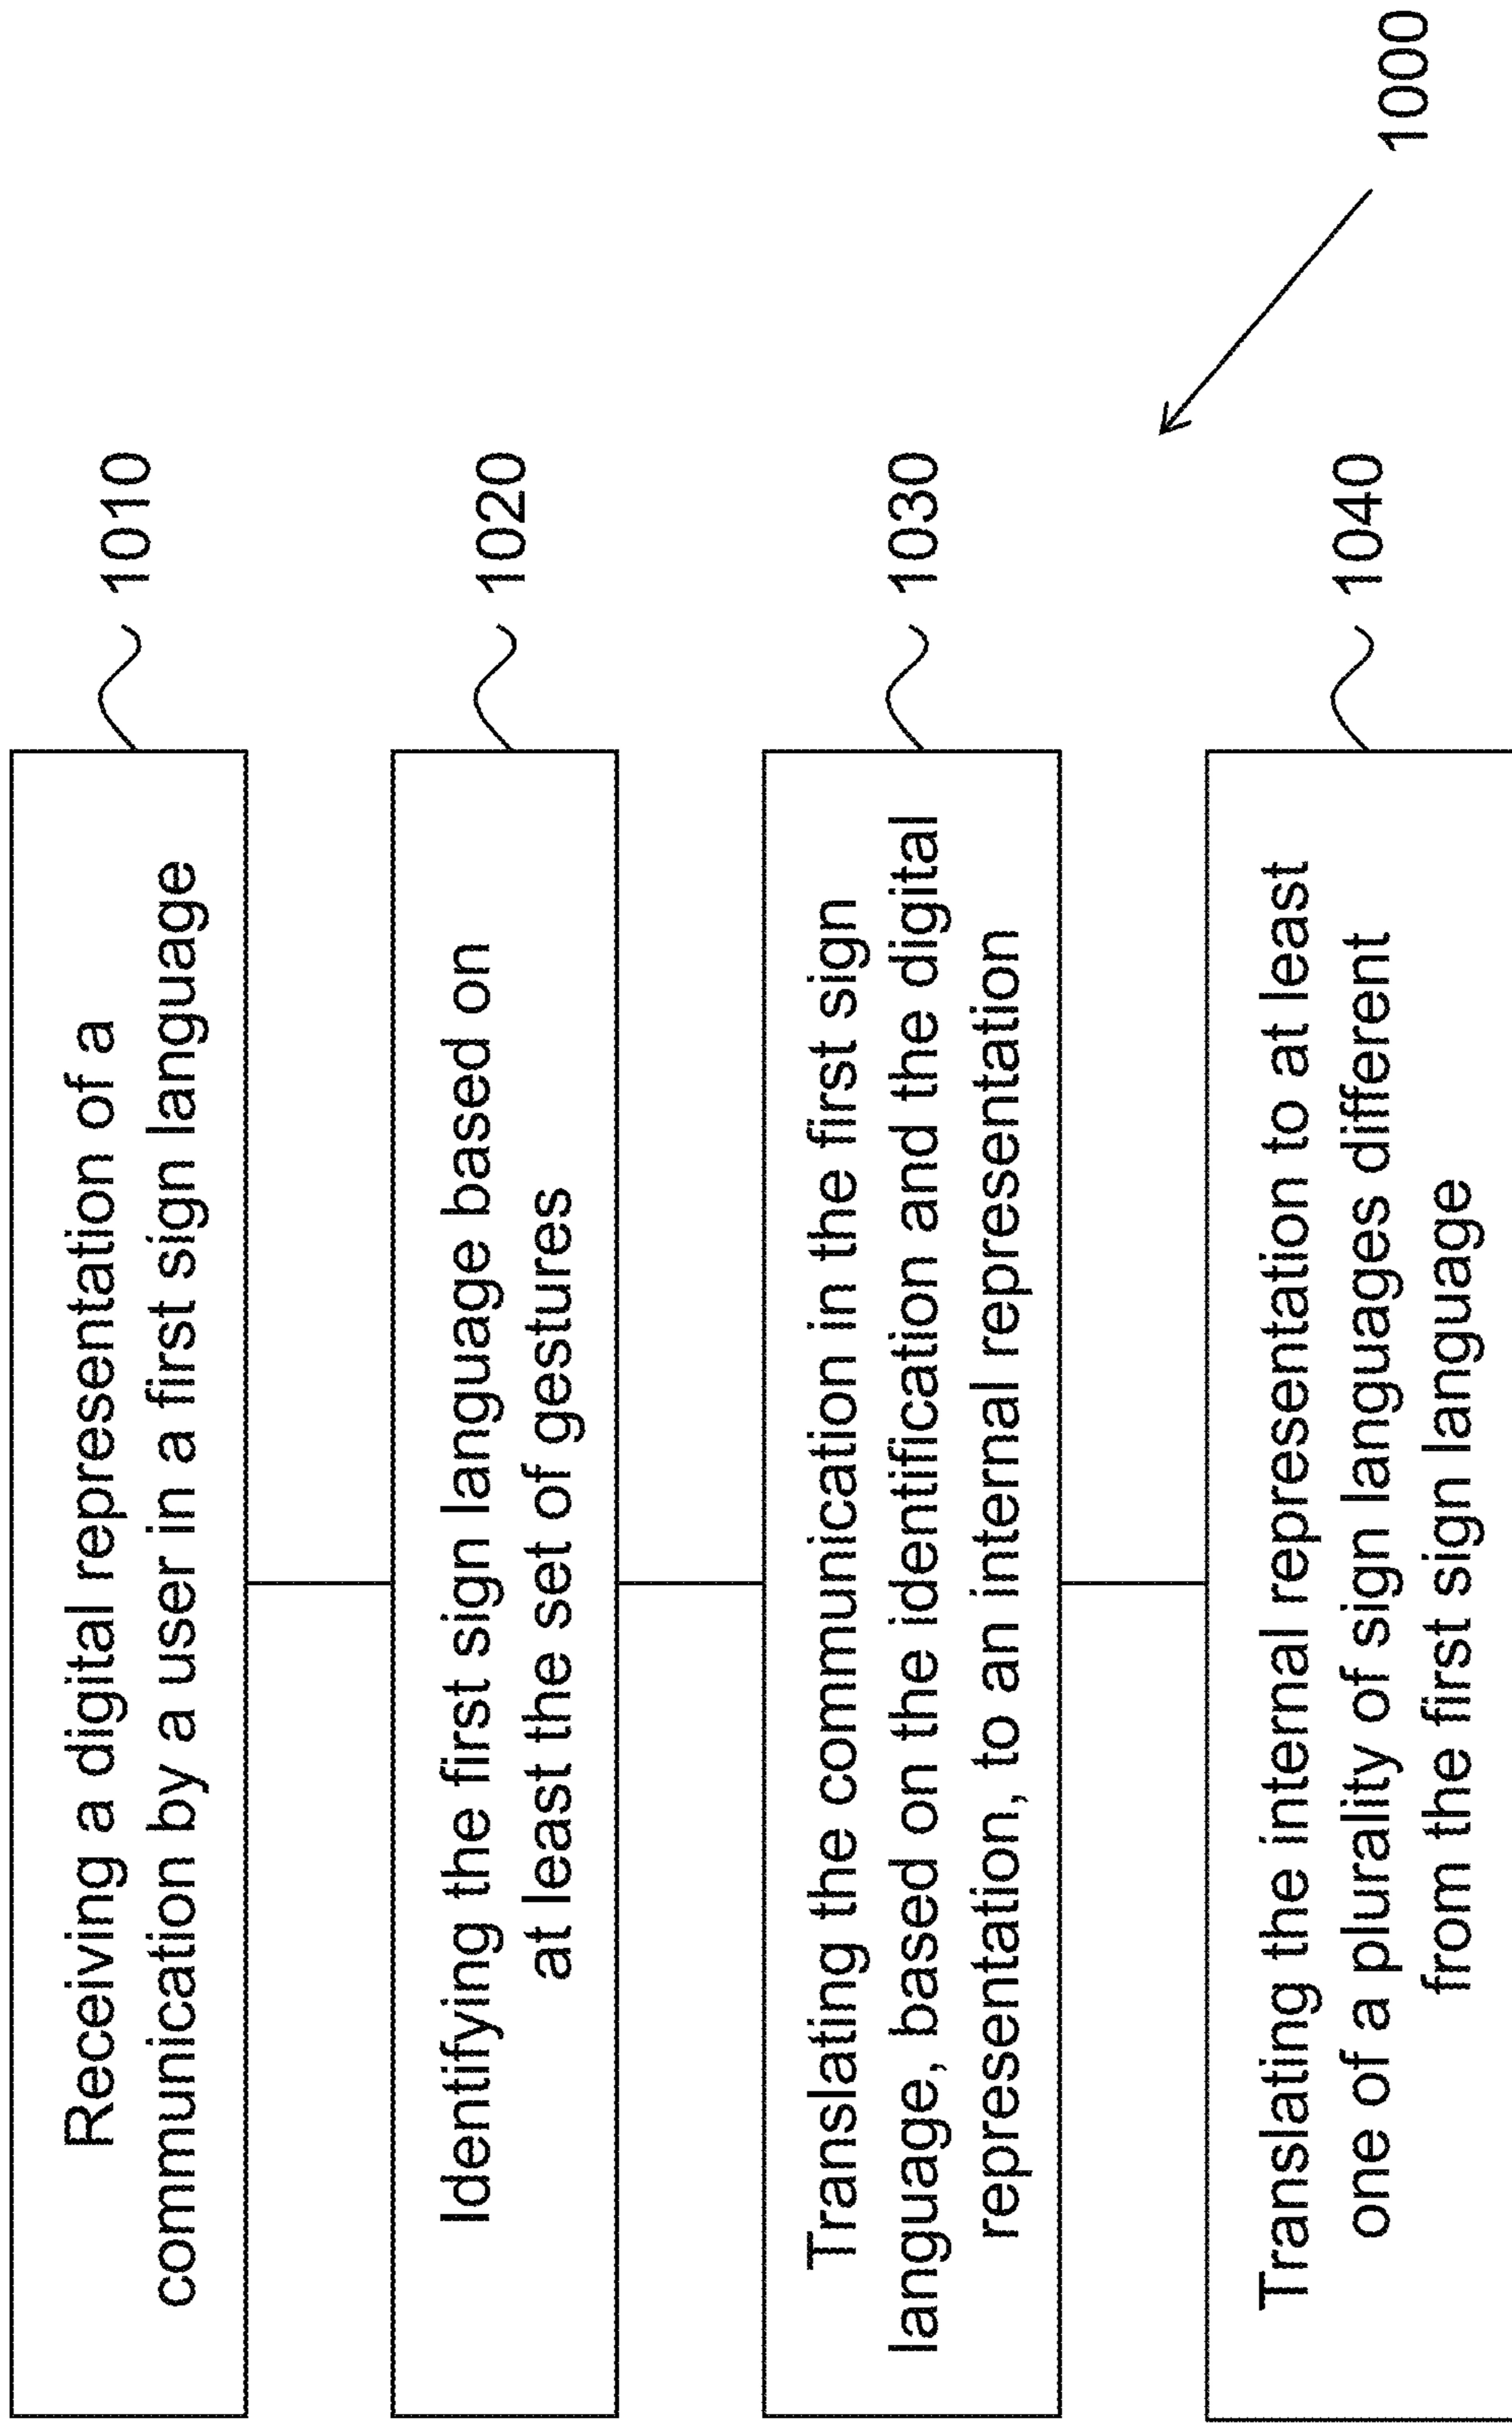 Receiving a digital representation of a
communication by a user in a first sign language
1010
Identifying the first sign language based on
at least the set of gestures
1020
Translating the communication in the first sign
language, based on the identification and the digital
representation, to an internal representation
1030
Translating the internal representation to at least
one of a plurality of sign languages different
from the first sign language
1040
1000